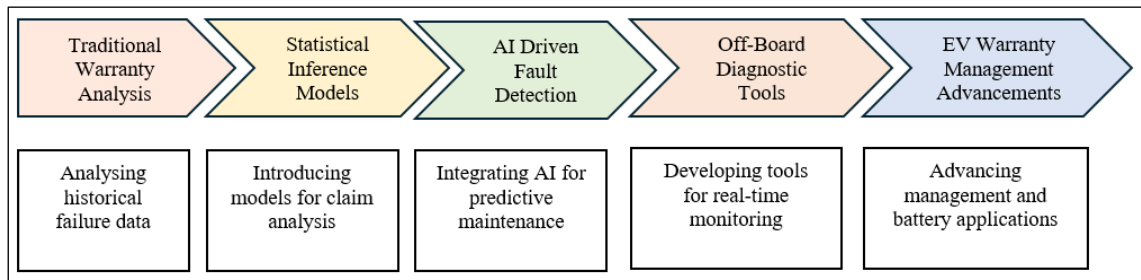 Traditional
Warranty
Analysis
Statistical
Inference
Models
AI Driven
Fault
Detection
Off-Board
Diagnostic
Tools
EV Warranty
Management
Advancements
Analysing
historical
failure data
Introducing
models for claim
analysis
Integrating AI for
predictive
maintenance
Developing tools
for real-time
monitoring
Advancing
management and
battery applications